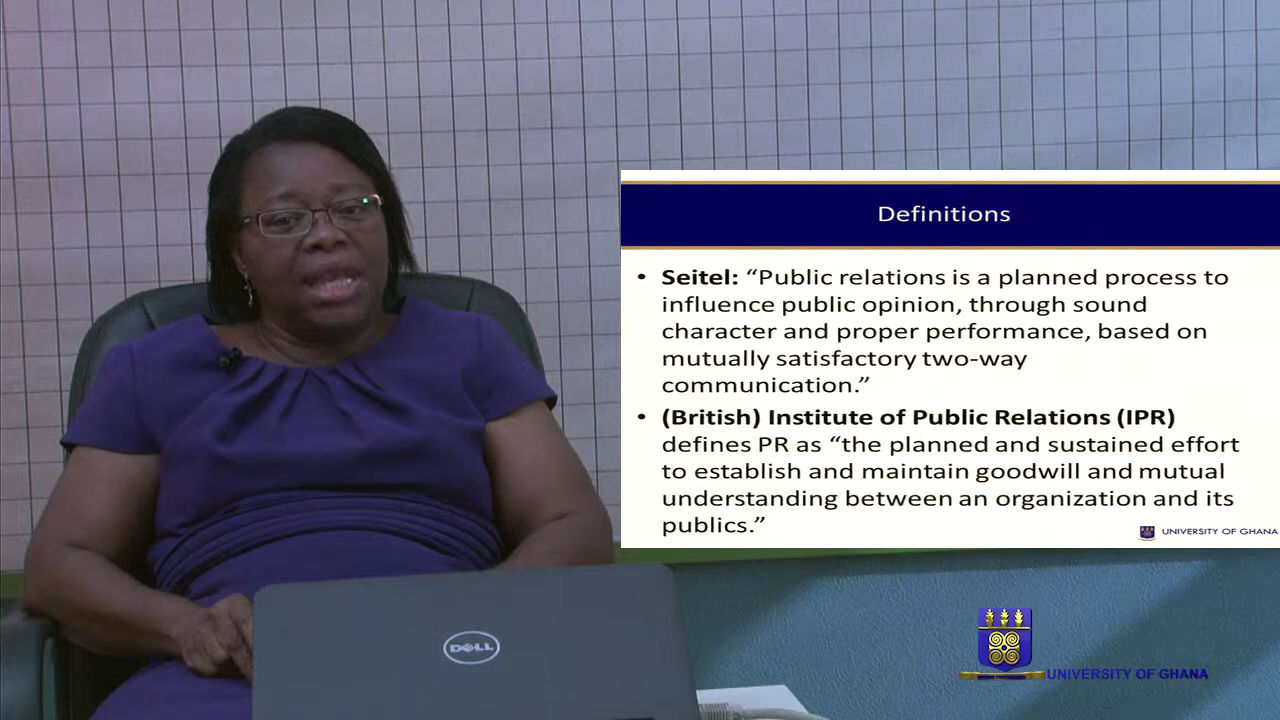 Definitions
• Seitel: “Public relations is a planned process to
influence public opinion, through sound
character and proper performance, based on
mutually satisfactory two-way
communication.”
• (British) Institute of Public Relations (IPR)
defines PR as “the planned and sustained effort
to establish and maintain goodwill and mutual
understanding between an organization and its
publics.”
UNIVERSITY OF GHANA
DELL
UNIVERSITY OF GHANA